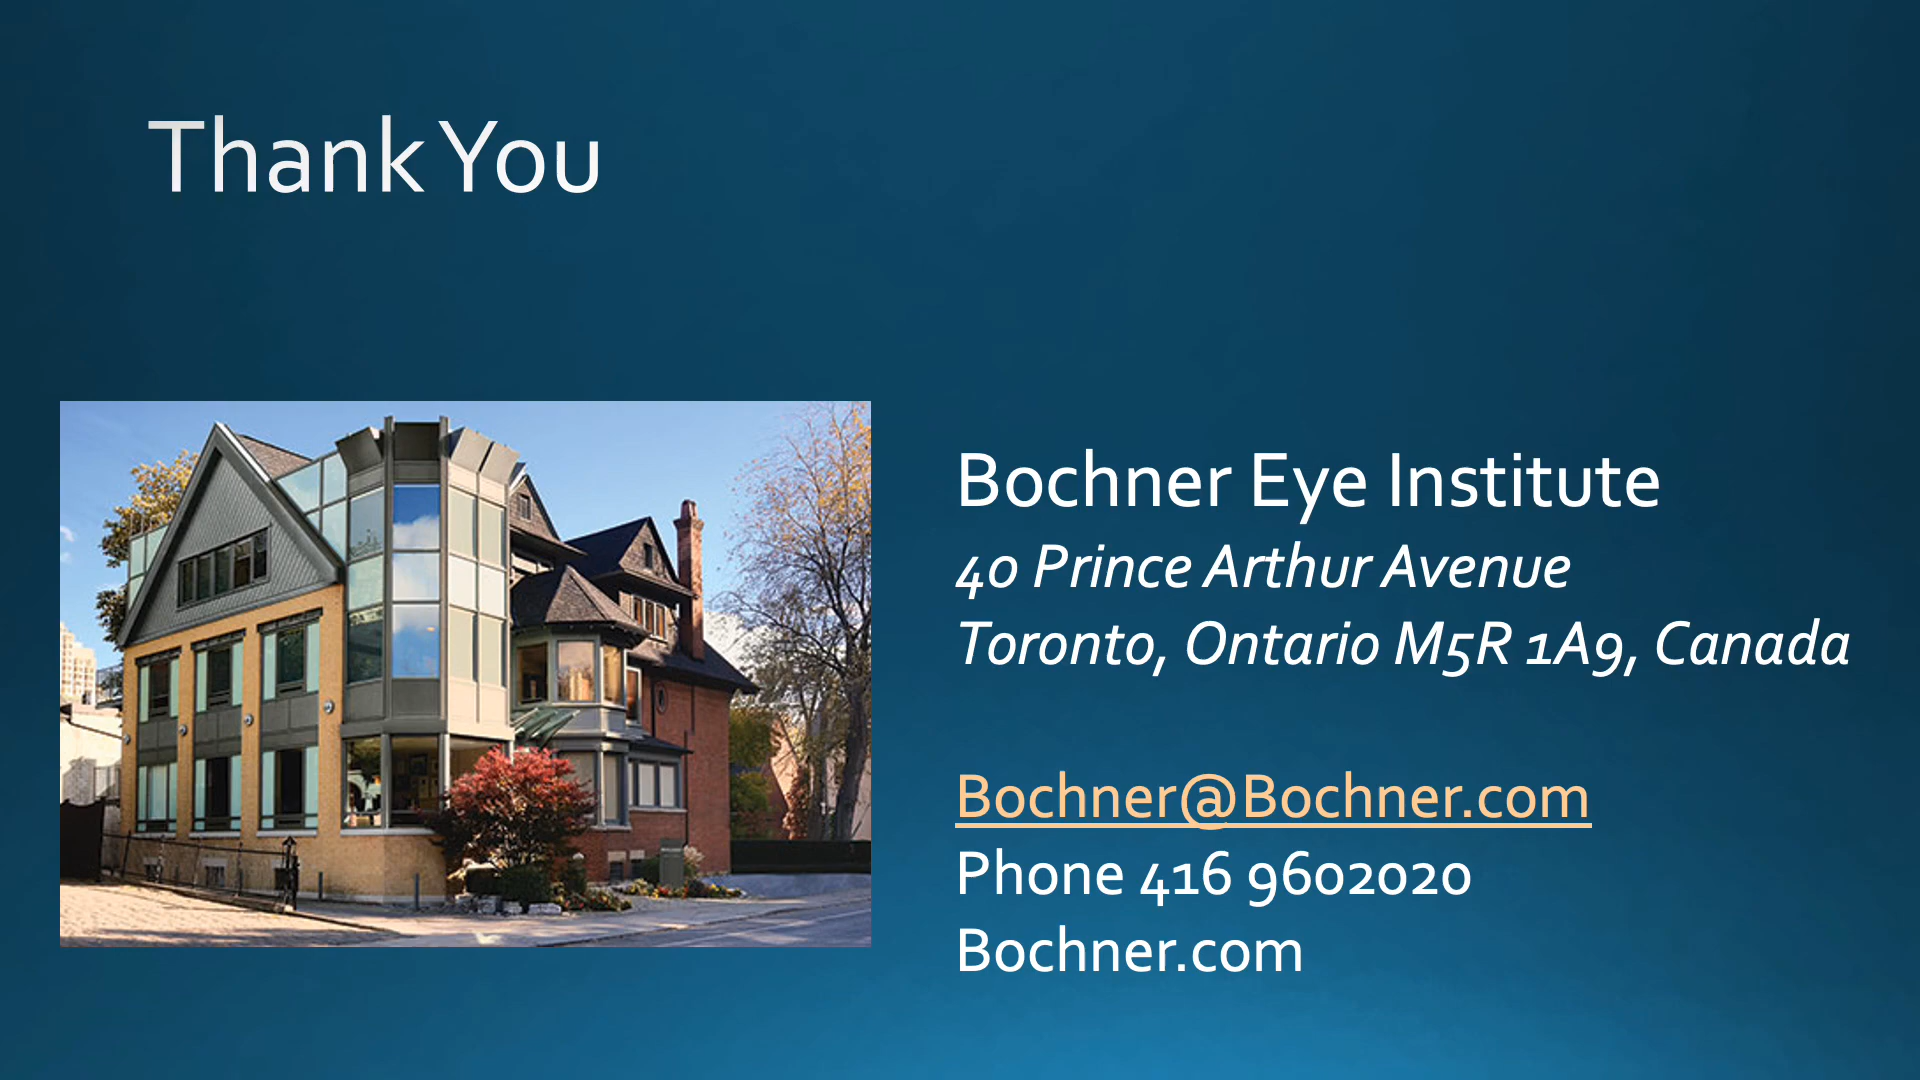 Thank You
Bochner Eye Institute
40 Prince Arthur Avenue
Toronto, Ontario M5R 1A9, Canada
Bochner@Bochner.com
Phone 416 9602020
Bochner.com